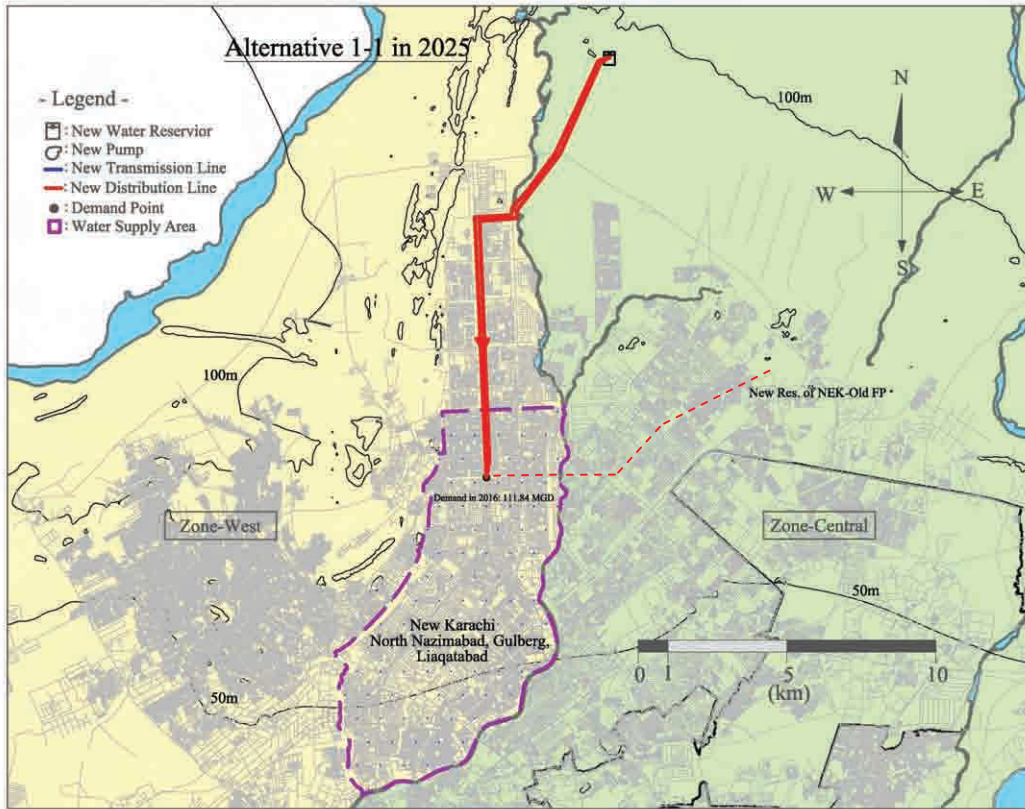 Alternative 1-1 in 2025
- Legend -
: New Water Reservior
: New Pump
: New Transmission Line
: New Distribution Line
: Demand Point
: Water Supply Area
100m
N
W
E
S
100m
New Res. of NEK-Old FP
Demand in 2016: 111.84 MGD
Zone-West
Zone-Central
50m
New Karachi
North Nazimabad, Gulberg,
Liaqatabad
50m
0 1 5 10
(km)